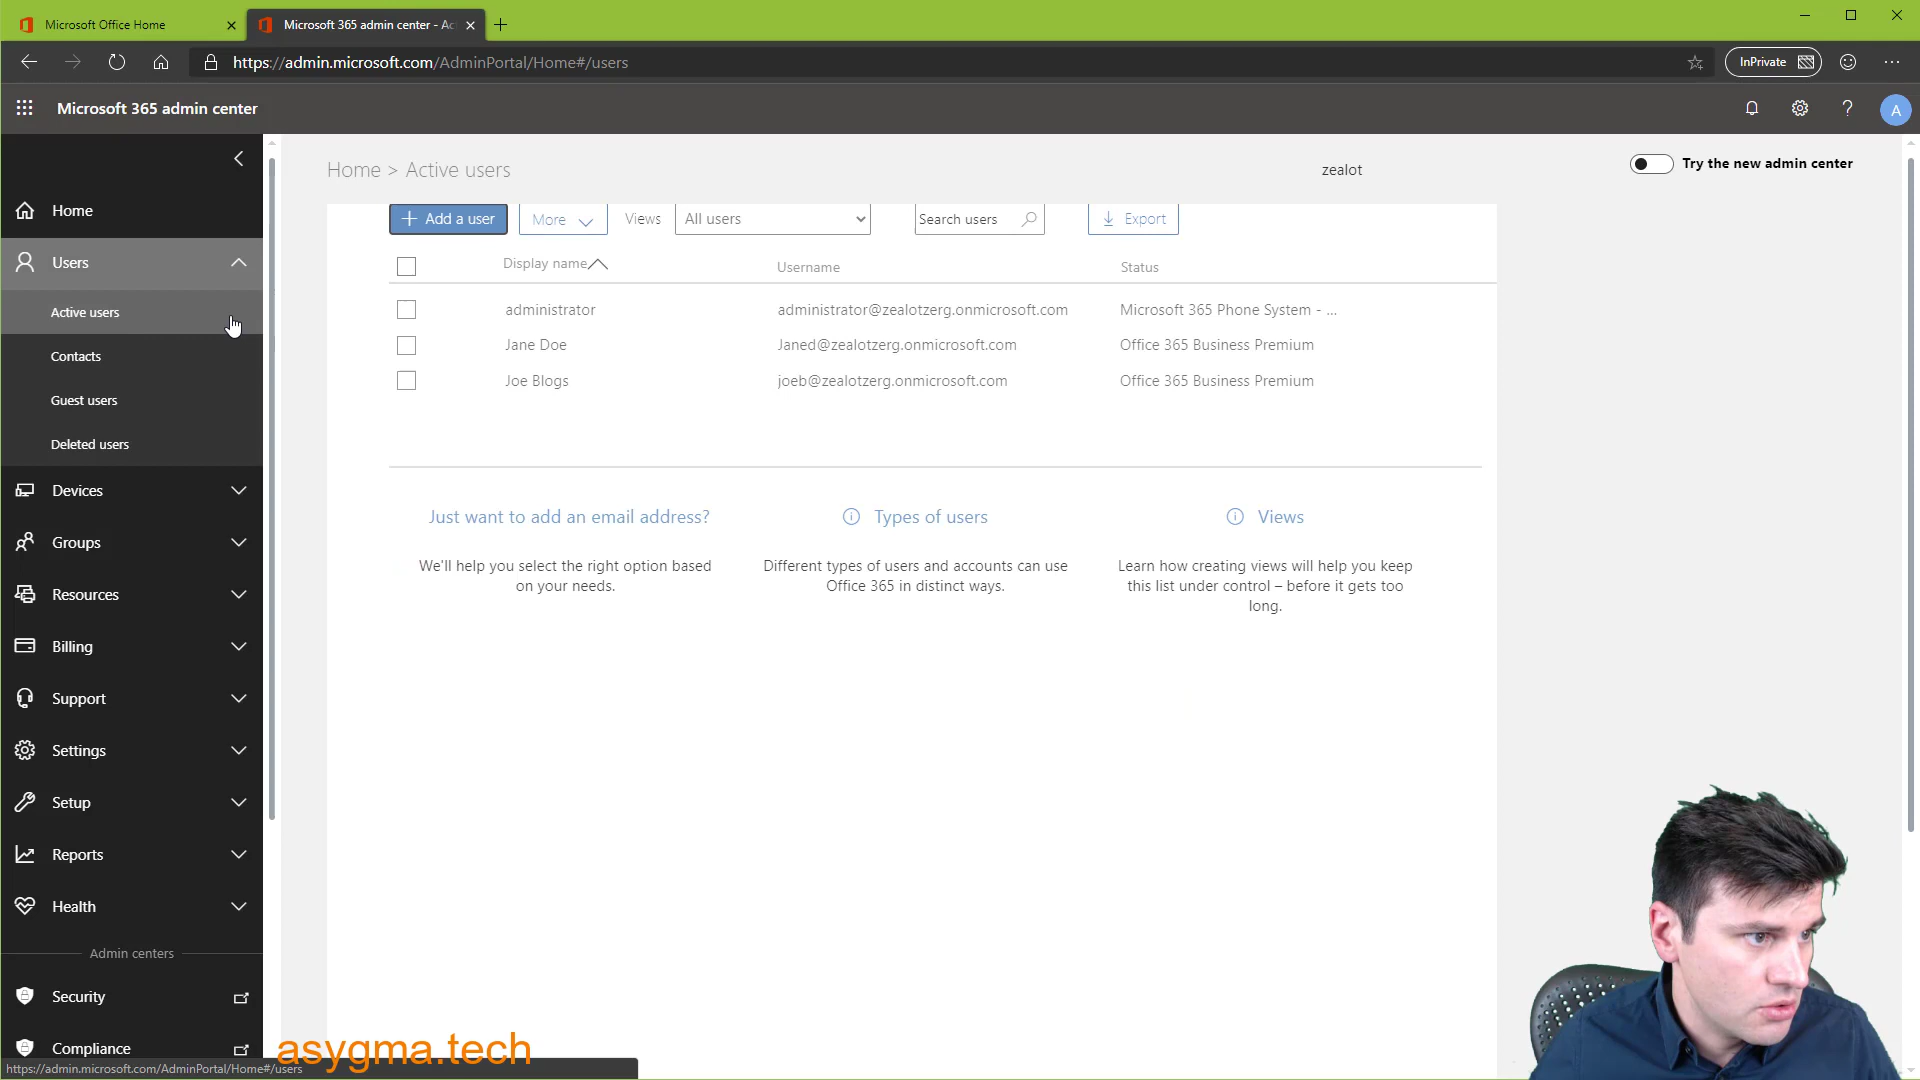 Microsoft Office Home
Microsoft 365 admin center - Ac
https://admin.microsoft.com/AdminPortal/Home#/users
InPrivate
Microsoft 365 admin center
A
Home > Active users
zealot
Try the new admin center
Home
Users
Active users
Contacts
Guest users
Deleted users
Devices
Groups
Resources
Billing
Support
Settings
Setup
Reports
Health
Admin centers
Security
Compliance
Add a user
More
Views
All users
Search users
Export
Display name
Username
Status
administrator
administrator@zealotzerg.onmicrosoft.com
Microsoft 365 Phone System - ...
Jane Doe
Janed@zealotzerg.onmicrosoft.com
Office 365 Business Premium
Joe Blogs
joeb@zealotzerg.onmicrosoft.com
Office 365 Business Premium
Just want to add an email address?
We'll help you select the right option based
on your needs.
Types of users
Different types of users and accounts can use
Office 365 in distinct ways.
Views
Learn how creating views will help you keep
this list under control – before it gets too
long.
asygma.tech
https://admin.microsoft.com/AdminPortal/Home#/users